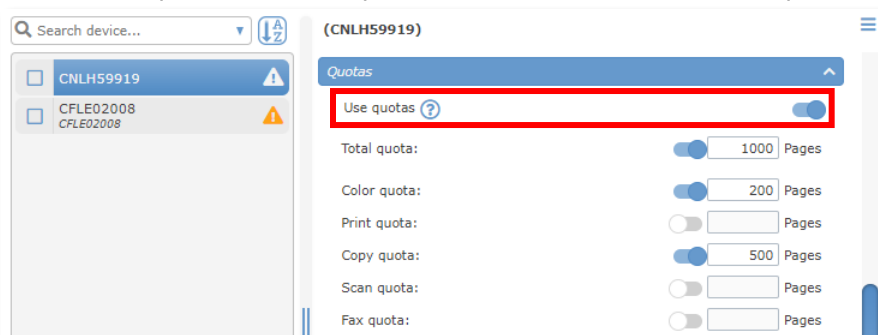 Search device...
A
Z
CNLH59919
CFLE02008
CFLE02008
(CNLH59919)
Quotas
Use quotas ?
Total quota: 1000 Pages
Color quota: 200 Pages
Print quota: Pages
Copy quota: 500 Pages
Scan quota: Pages
Fax quota: Pages